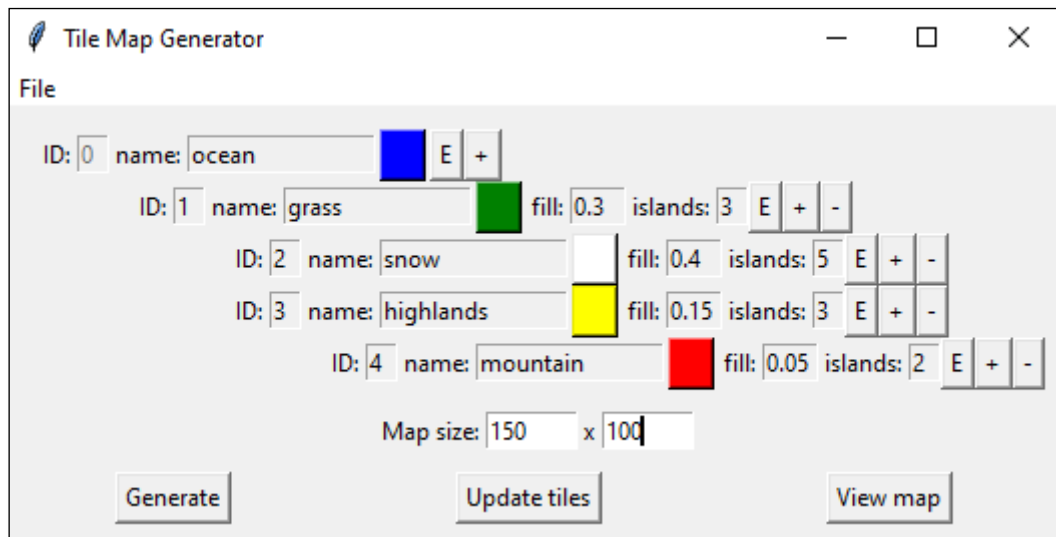 Tile Map Generator
File
ID: 0 name: ocean E +
ID: 1 name: grass fill: 0.3 islands: 3 E + -
ID: 2 name: snow fill: 0.4 islands: 5 E + -
ID: 3 name: highlands fill: 0.15 islands: 3 E + -
ID: 4 name: mountain fill: 0.05 islands: 2 E + -
Map size: 150 x 100
Generate Update tiles View map